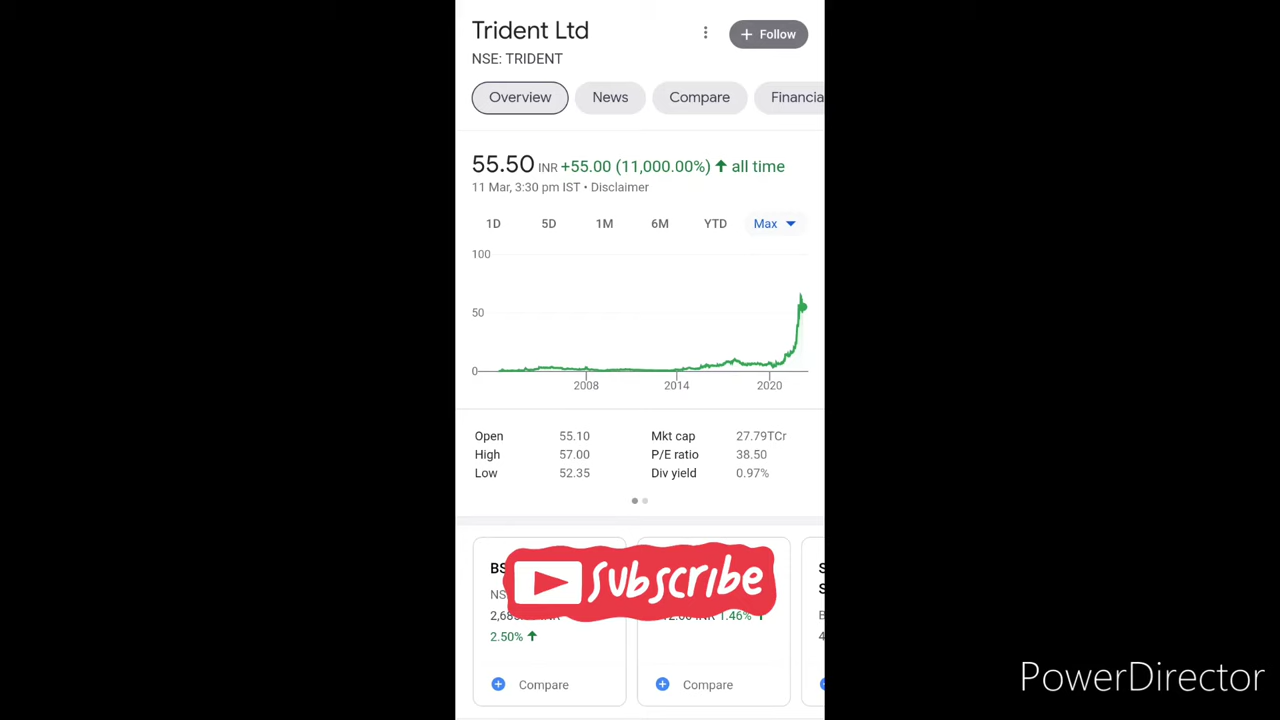 Trident Ltd
+ Follow
NSE: TRIDENT
Overview News Compare Financia
55.50 INR +55.00 (11,000.00%) ↑ all time
11 Mar, 3:30 pm IST • Disclaimer
1D 5D 1M 6M YTD Max
100
50
0
2008 2014 2020
Open 55.10 Mkt cap 27.79TCr
High 57.00 P/E ratio 38.50
Low 52.35 Div yield 0.97%
BS
subscribe
1.46% ↑
2.50% ↑
Compare Compare
PowerDirector